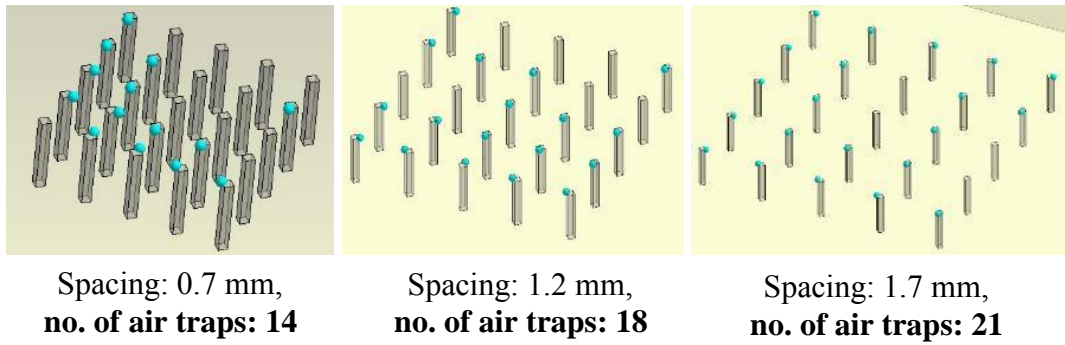 Spacing: 0.7 mm,
no. of air traps: 14
Spacing: 1.2 mm,
no. of air traps: 18
Spacing: 1.7 mm,
no. of air traps: 21